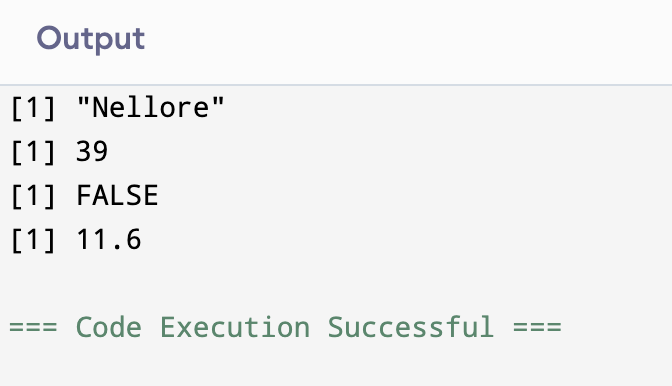 Output
[1] "Nellore"
[1] 39
[1] FALSE
[1] 11.6
=== Code Execution Successful ===